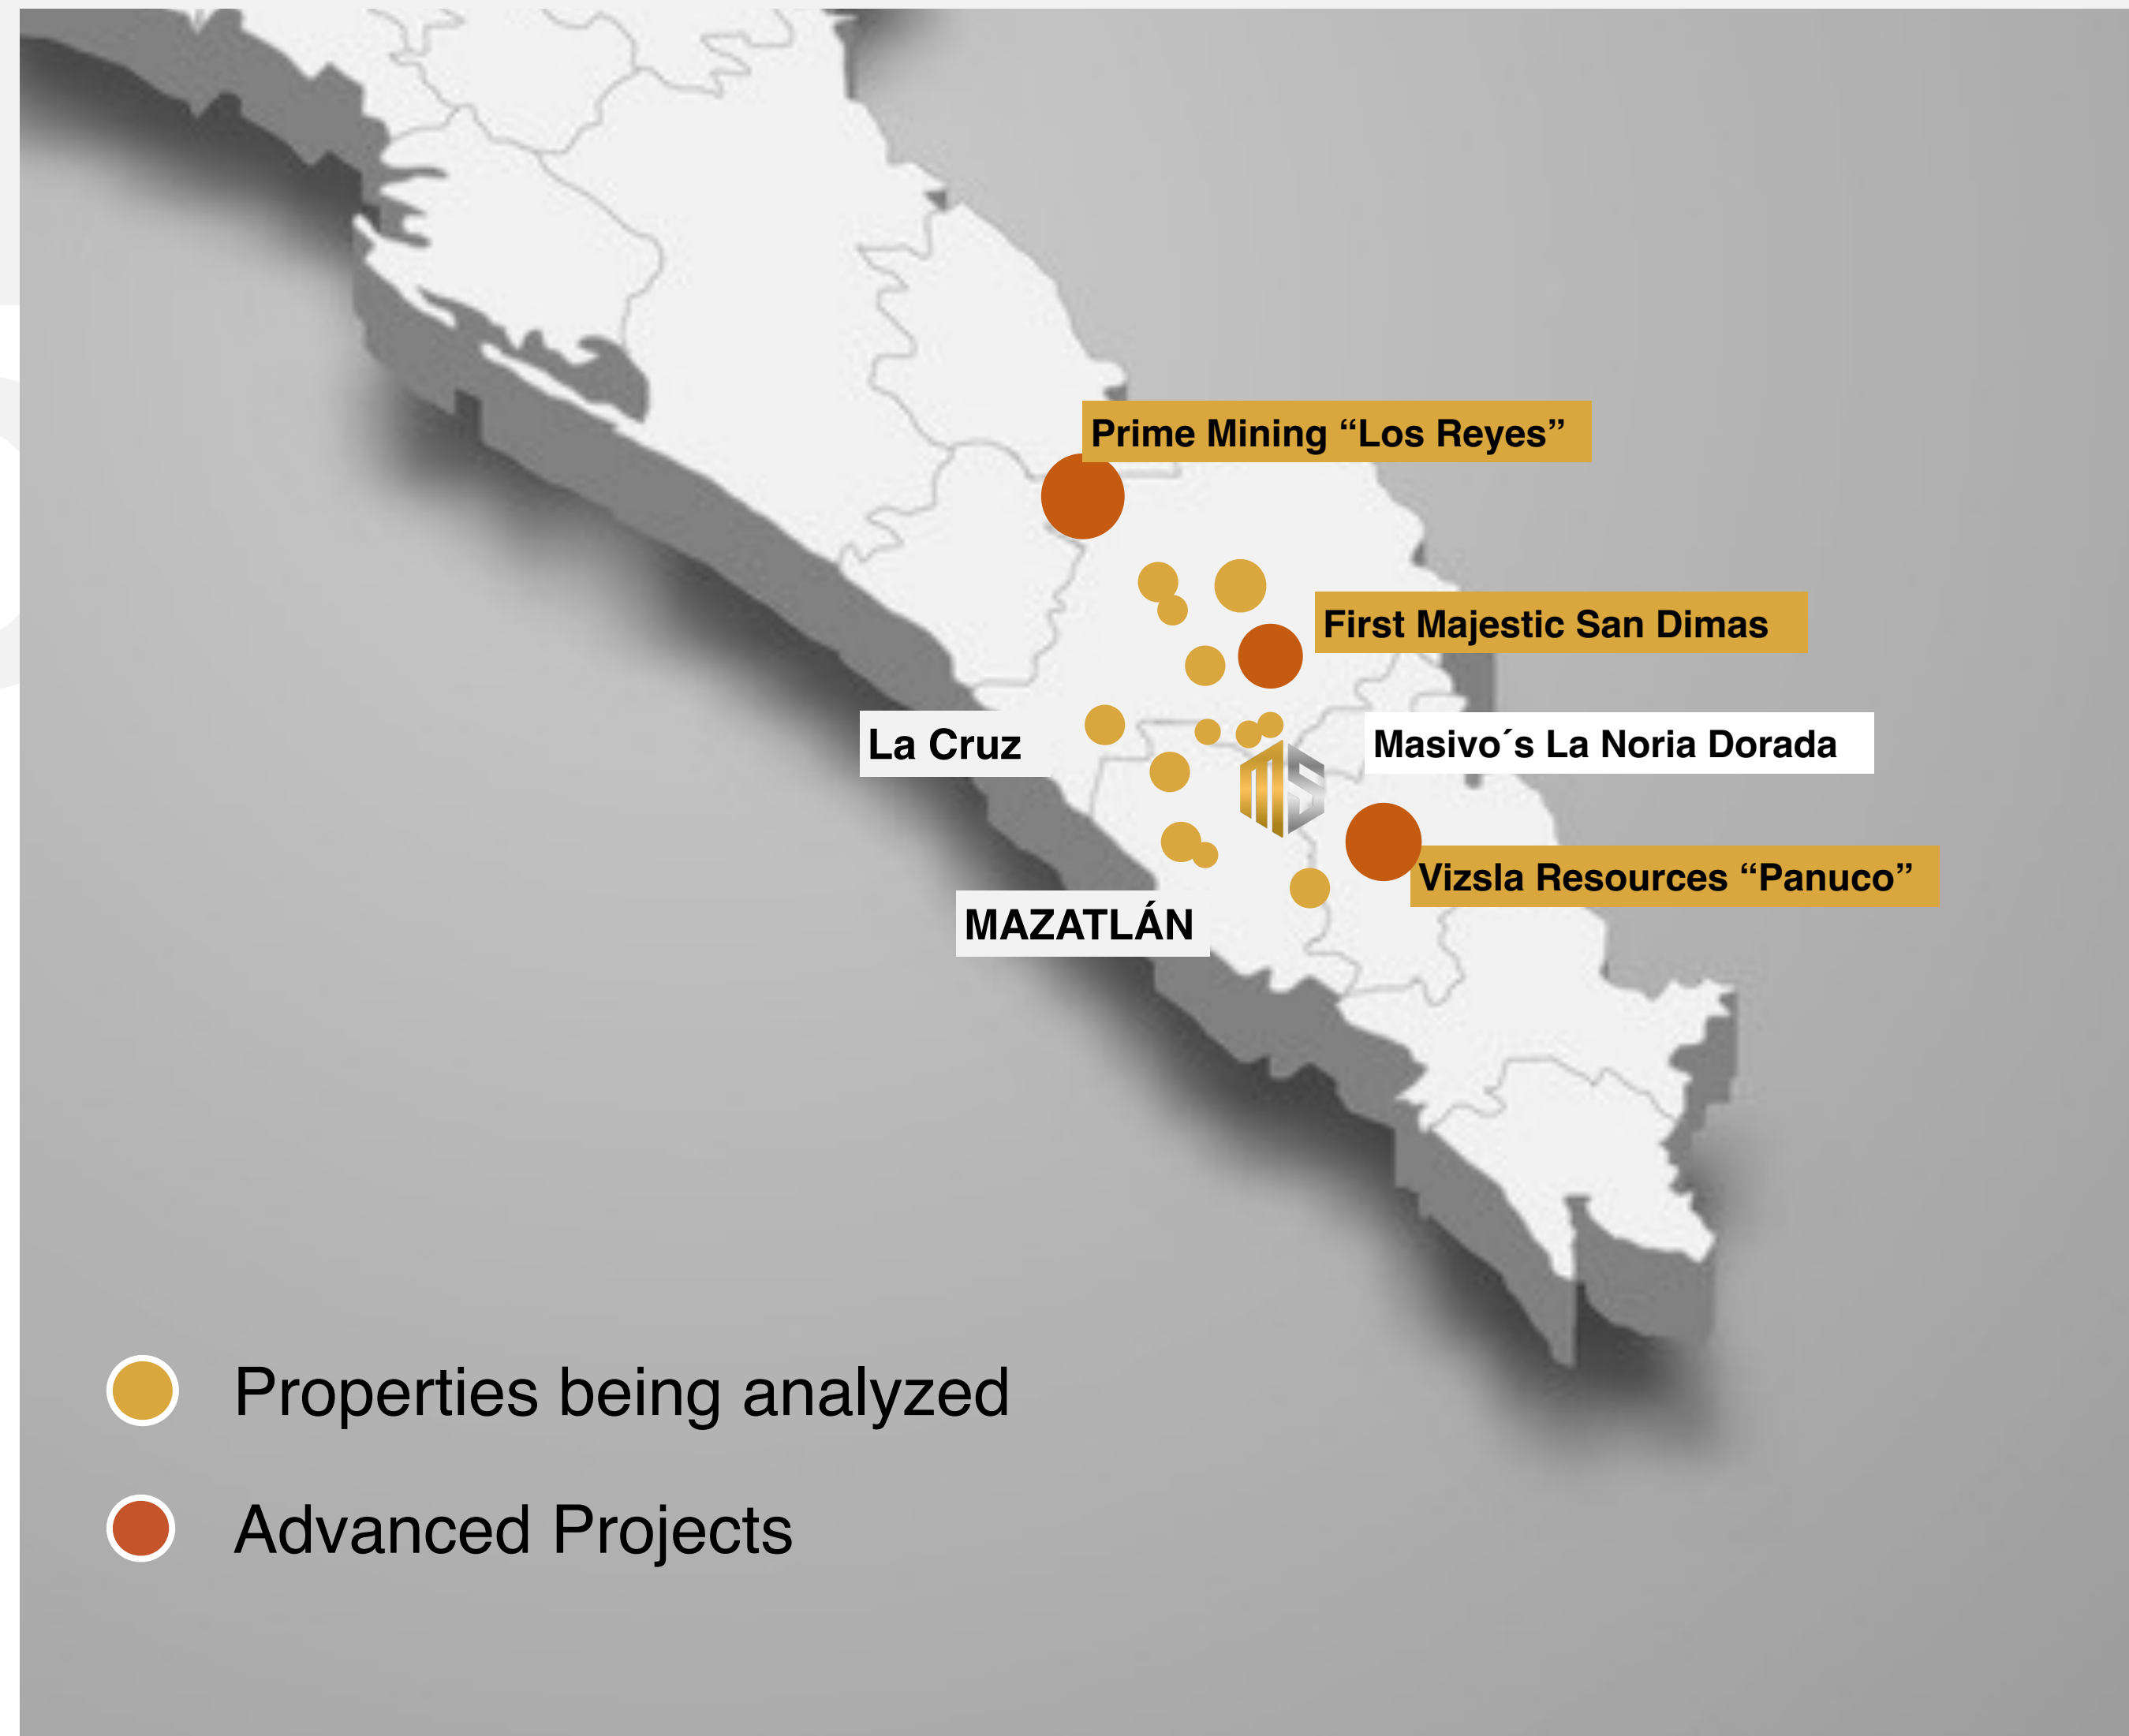 Prime Mining “Los Reyes”
First Majestic San Dimas
La Cruz
Masivo´s La Noria Dorada
MS
Vizsla Resources “Panuco”
MAZATLÁN
Properties being analyzed
Advanced Projects